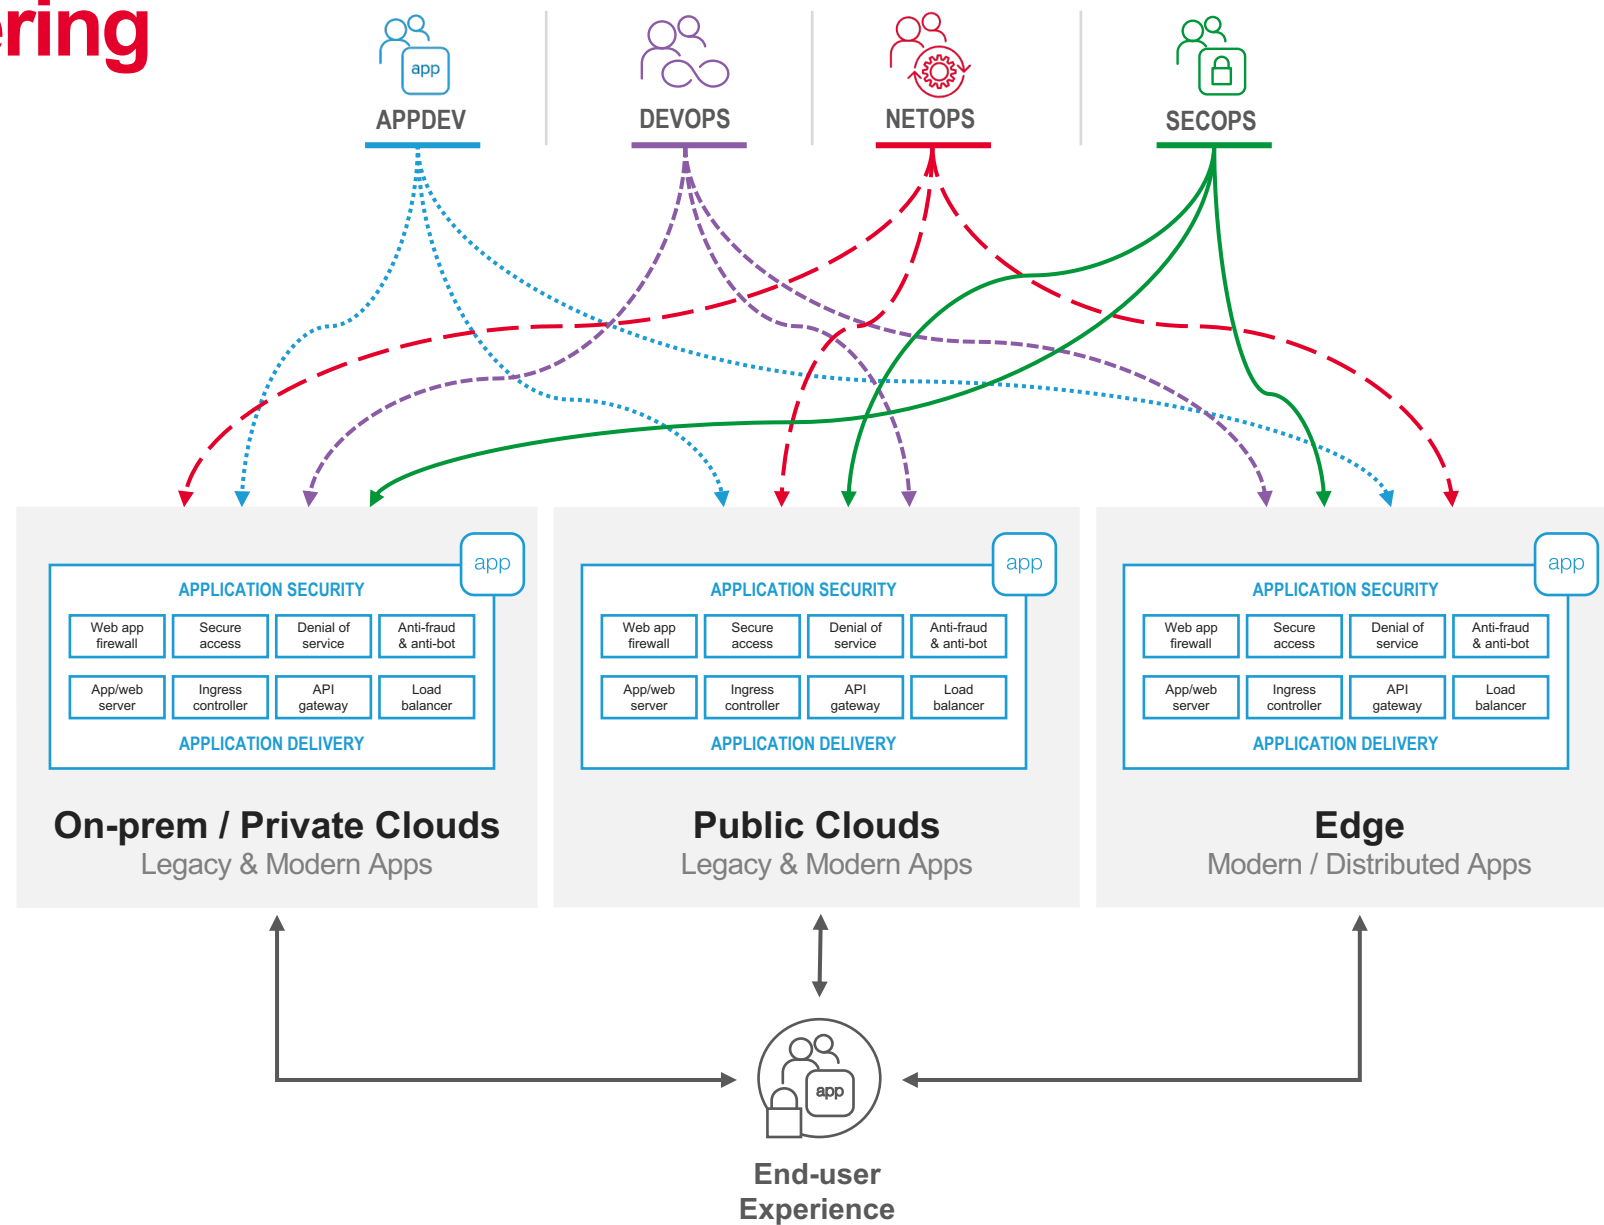 ering
app
APPDEV
DEVOPS
NETOPS
SECOPS
app
APPLICATION SECURITY
Web app
firewall
Secure
access
Denial of
service
Anti-fraud
& anti-bot
App/web
server
Ingress
controller
API
gateway
Load
balancer
APPLICATION DELIVERY
On-prem / Private Clouds
Legacy & Modern Apps
app
APPLICATION SECURITY
Web app
firewall
Secure
access
Denial of
service
Anti-fraud
& anti-bot
App/web
server
Ingress
controller
API
gateway
Load
balancer
APPLICATION DELIVERY
Public Clouds
Legacy & Modern Apps
app
APPLICATION SECURITY
Web app
firewall
Secure
access
Denial of
service
Anti-fraud
& anti-bot
App/web
server
Ingress
controller
API
gateway
Load
balancer
APPLICATION DELIVERY
Edge
Modern / Distributed Apps
app
End-user
Experience